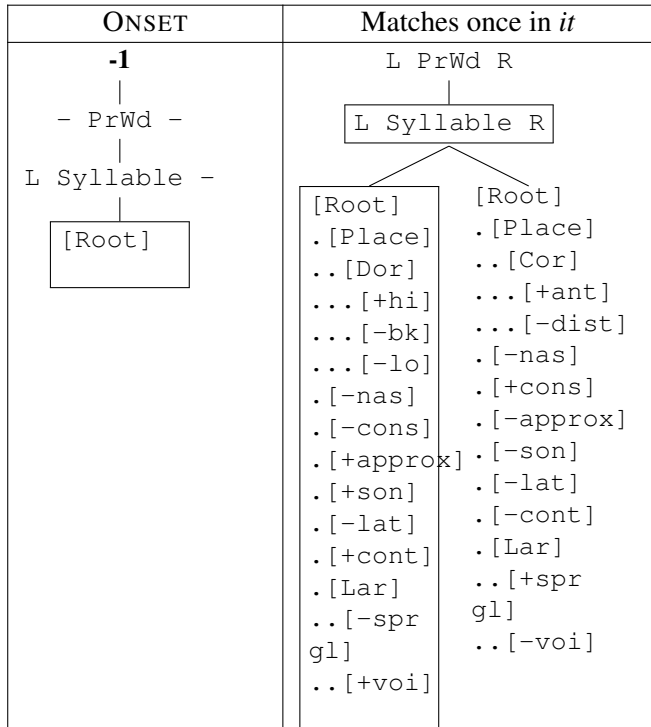 ONSET
Matches once in it
-1
– PrWd –
L Syllable –
[Root]
L PrWd R
L Syllable R
[Root]
.[Place]
..[Dor]
...[+hi]
...[-bk]
...[-lo]
.[-nas]
.[-cons]
.[+approx]
.[+son]
.[-lat]
.[+cont]
.[Lar]
..[-spr
gl]
..[+voi]
[Root]
.[Place]
..[Cor]
...[+ant]
...[-dist]
.[-nas]
.[+cons]
.[-approx]
.[-son]
.[-lat]
.[-cont]
.[Lar]
..[+spr
gl]
..[-voi]